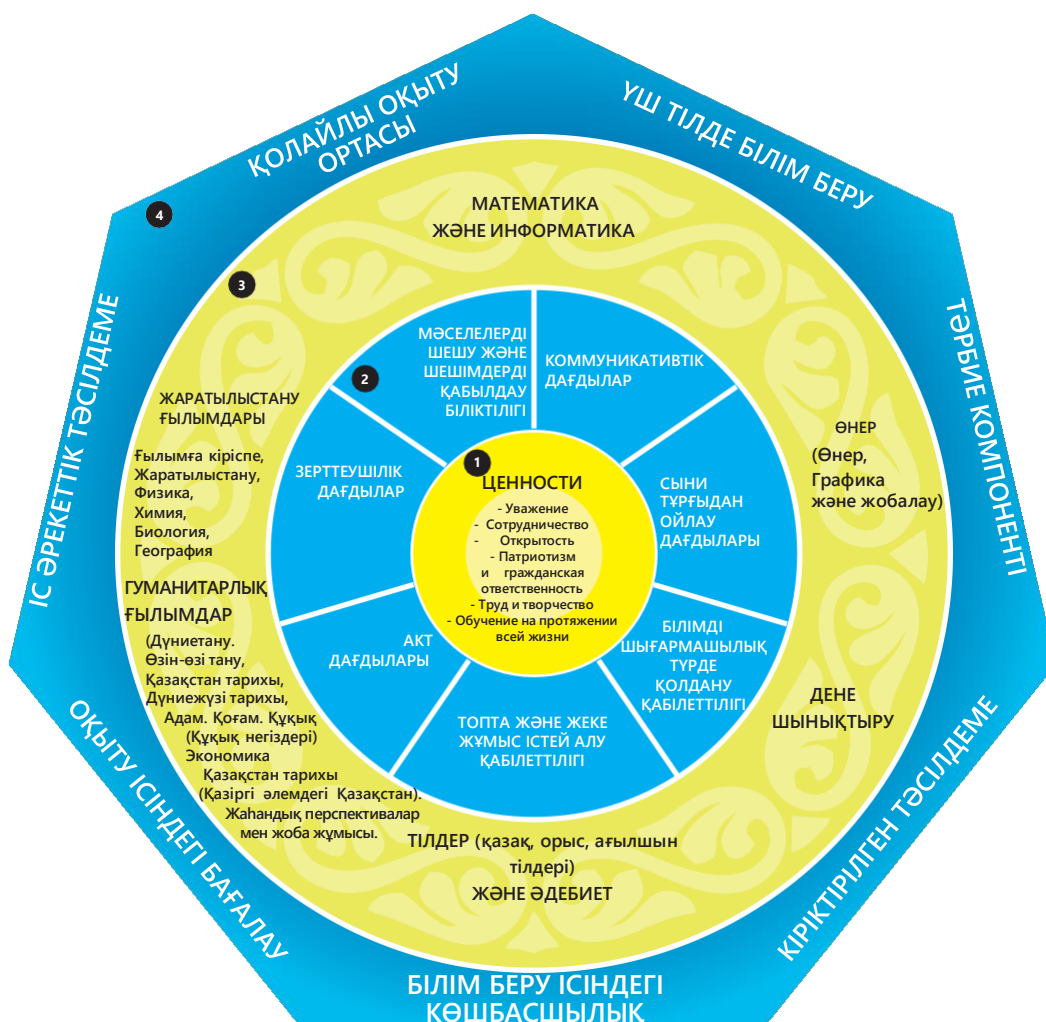 ҚОЛАЙЛЫ ОҚЫТУ
ОРТАСЫ
ҮШ ТІЛДЕ БІЛІМ БЕРУ
ТӘРБИЕ КОМПОНЕНТІ
КІРІКТІРІЛГЕН ТӘСІЛДЕМЕ
БІЛІМ БЕРУ ІСІНДЕГІ
КӨШБАСШЫЛЫҚ
ОҚЫТУ ІСІНДЕГІ БАҒАЛАУ
ІС ӘРЕКЕТТІК ТӘСІЛДЕМЕ
4
3
МАТЕМАТИКА
ЖӘНЕ ИНФОРМАТИКА
ӨНЕР
(Өнер,
Графика
және жобалау)
ДЕНЕ
ШЫНЫҚТЫРУ
ТІЛДЕР (қазақ, орыс, ағылшын
тілдері)
ЖӘНЕ ӘДЕБИЕТ
ЖАРАТЫЛЫСТАНУ
ҒЫЛЫМДАРЫ
Ғылымға кіріспе,
Жаратылыстану,
Физика,
Химия,
Биология,
География
ГУМАНИТАРЛЫҚ
ҒЫЛЫМДАР
(Дүниетану.
Өзін-өзі тану,
Қазақстан тарихы,
Дүниежүзі тарихы,
Адам. Қоғам. Құқық
(Құқық негіздері)
Экономика
Қазақстан тарихы
(Қазіргі әлемдегі Қазақстан).
Жаһандық перспективалар
мен жоба жұмысы.
2
МӘСЕЛЕЛЕРДІ
ШЕШУ ЖӘНЕ
ШЕШІМДЕРДІ
ҚАБЫЛДАУ
БІЛІКТІЛІГІ
КОММУНИКАТИВТІК
ДАҒДЫЛАР
СЫНИ
ТҰРҒЫДАН
ОЙЛАУ
ДАҒДЫЛАРЫ
БІЛІМДІ
ШЫҒАРМАШЫЛЫҚ
ТҮРДЕ
ҚОЛДАНУ
ҚАБІЛЕТТІЛІГІ
ТОПТА ЖӘНЕ ЖЕКЕ
ЖҰМЫС ІСТЕЙ АЛУ
ҚАБІЛЕТТІЛІГІ
АКТ
ДАҒДЫЛАРЫ
ЗЕРТТЕУШІЛІК
ДАҒДЫЛАР
1
ЦЕННОСТИ
- Уважение
- Сотрудничество
- Открытость
- Патриотизм
и гражданская
ответственность
- Труд и творчество
- Обучение на протяжении
всей жизни